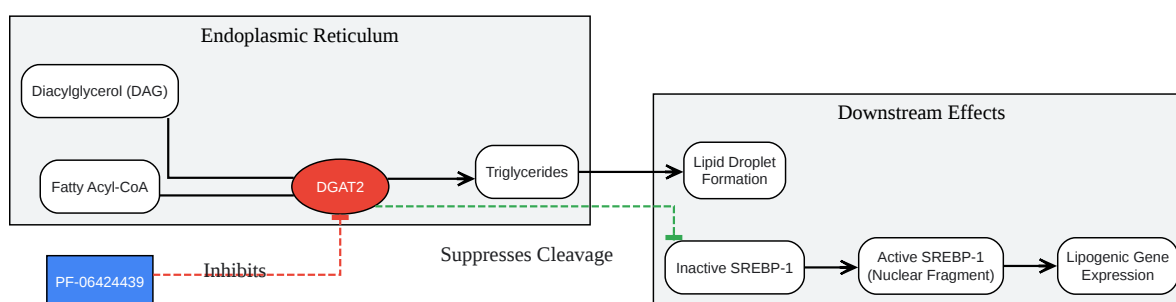 Endoplasmic Reticulum
Diacylglycerol (DAG)
Fatty Acyl-CoA
DGAT2
Triglycerides
PF-06424439
Inhibits
Suppresses Cleavage
Downstream Effects
Lipid Droplet
Formation
Inactive SREBP-1
Active SREBP-1
(Nuclear Fragment)
Lipogenic Gene
Expression